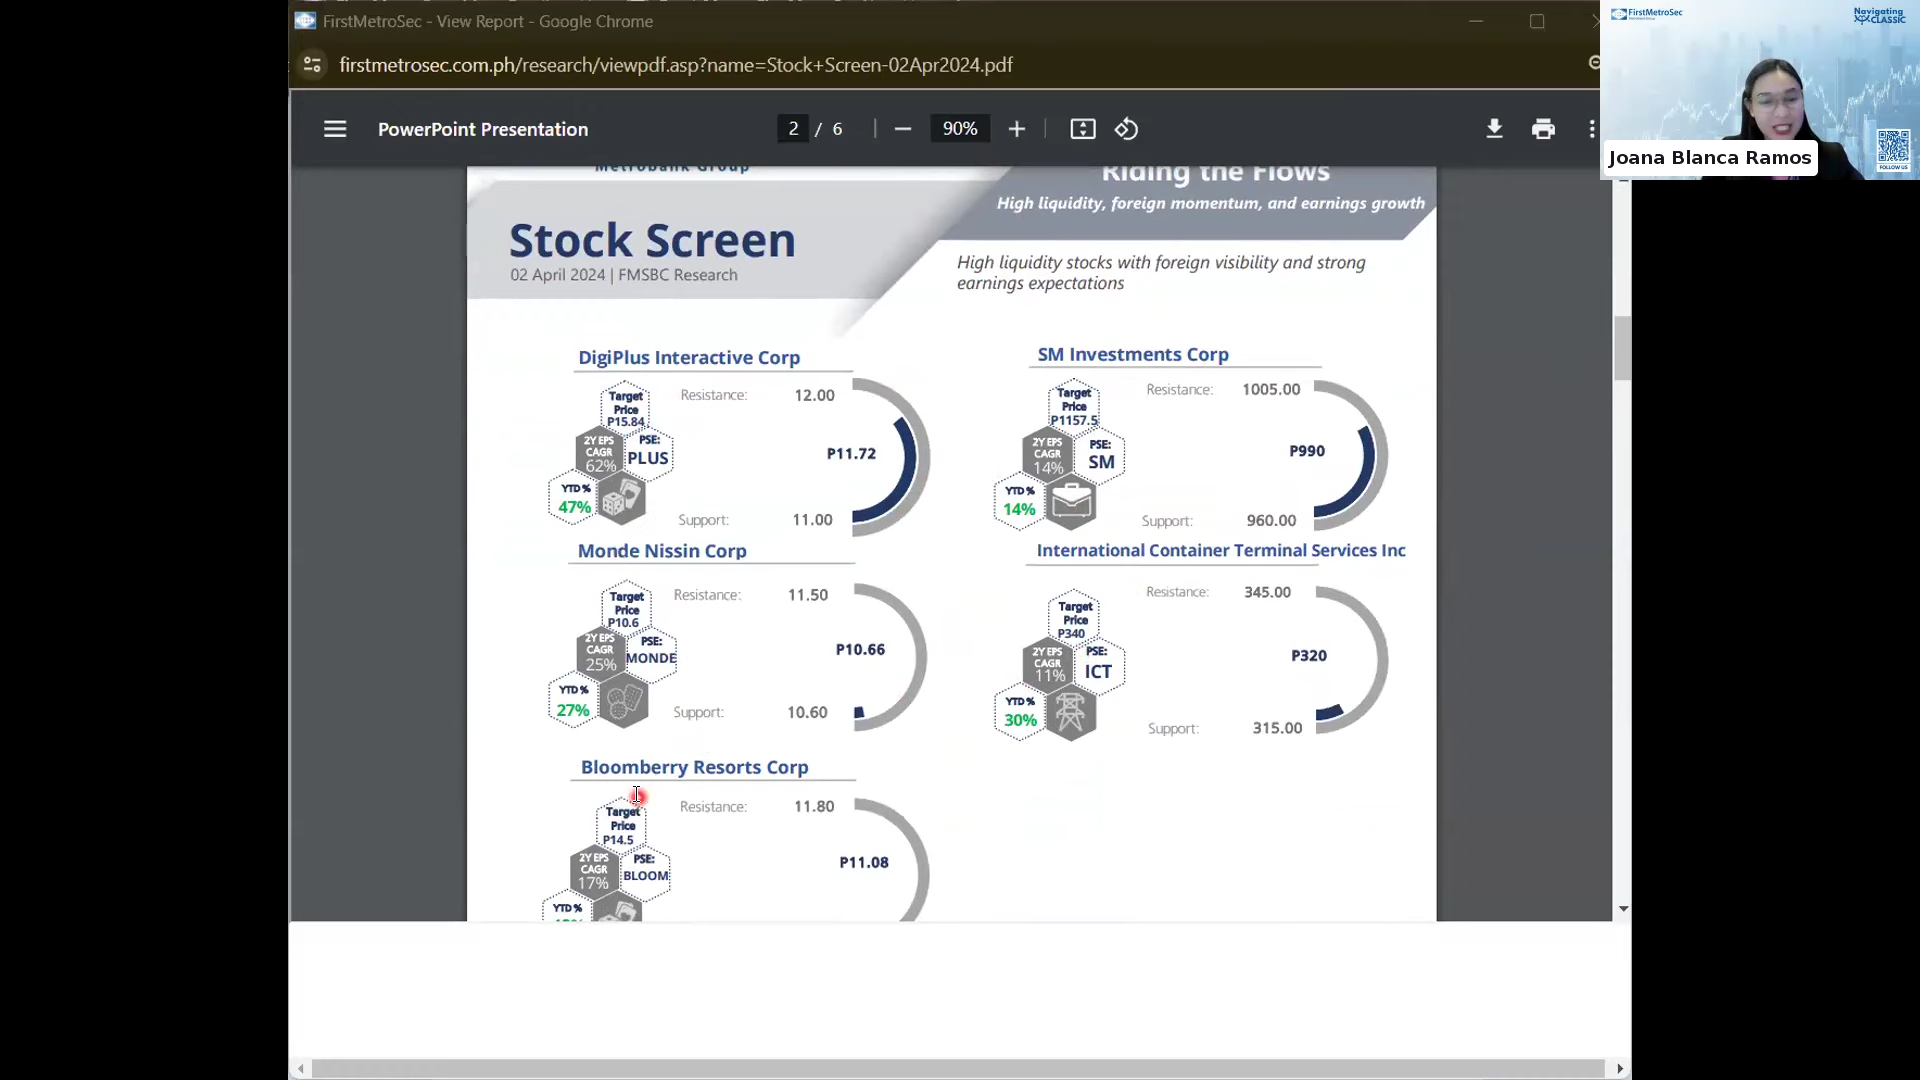 FirstMetroSec - View Report - Google Chrome
firstmetrosec.com.ph/research/viewpdf.asp?name=Stock+Screen-02Apr2024.pdf
PowerPoint Presentation
2 / 6
90%
FirstMetroSec
Navigating
CLASSIC
FOLLOW US
Joana Blanca Ramos
Metrobank Group
Riding the Flows
High liquidity, foreign momentum, and earnings growth
Stock Screen
02 April 2024 | FMSBC Research
High liquidity stocks with foreign visibility and strong
earnings expectations
DigiPlus Interactive Corp
Target
Price
P15.84
2Y EPS
CAGR
62%
PSE:
PLUS
YTD %
47%
Resistance: 12.00
P11.72
Support: 11.00
SM Investments Corp
Target
Price
P1157.5
2Y EPS
CAGR
14%
PSE:
SM
YTD %
14%
Resistance: 1005.00
P990
Support: 960.00
Monde Nissin Corp
Target
Price
P10.6
2Y EPS
CAGR
25%
PSE:
MONDE
YTD %
27%
Resistance: 11.50
P10.66
Support: 10.60
International Container Terminal Services Inc
Target
Price
P340
2Y EPS
CAGR
11%
PSE:
ICT
YTD %
30%
Resistance: 345.00
P320
Support: 315.00
Bloomberry Resorts Corp
Target
Price
P14.5
2Y EPS
CAGR
17%
PSE:
BLOOM
YTD %
Resistance: 11.80
P11.08